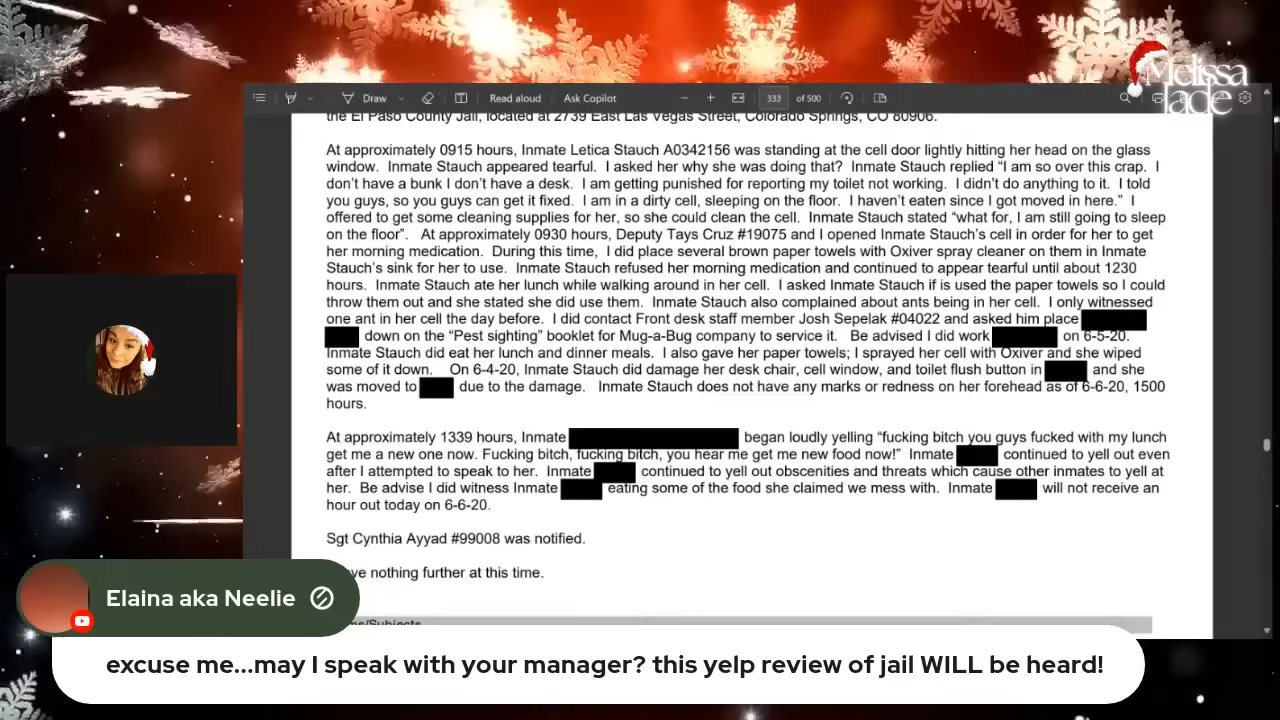 Melissa
Jade
Draw
Read aloud
Ask Copilot
333
of 500
the El Paso County Jail, located at 2739 East Las Vegas Street, Colorado Springs, CO 80906.
At approximately 0915 hours, Inmate Letica Stauch A0342156 was standing at the cell door lightly hitting her head on the glass
window.  Inmate Stauch appeared tearful.  I asked her why she was doing that?  Inmate Stauch replied “I am so over this crap.  I
don’t have a bunk I don’t have a desk.  I am getting punished for reporting my toilet not working.  I didn’t do anything to it.  I told
you guys, so you guys can get it fixed.  I am in a dirty cell, sleeping on the floor.  I haven’t eaten since I got moved in here.”  I
offered to get some cleaning supplies for her, so she could clean the cell.  Inmate Stauch stated “what for, I am still going to sleep
on the floor”.   At approximately 0930 hours, Deputy Tays Cruz #19075 and I opened Inmate Stauch’s cell in order for her to get
her morning medication.  During this time, I did place several brown paper towels with Oxiver spray cleaner on them in Inmate
Stauch’s sink for her to use.  Inmate Stauch refused her morning medication and continued to appear tearful until about 1230
hours.  Inmate Stauch ate her lunch while walking around in her cell.  I asked Inmate Stauch if is used the paper towels so I could
throw them out and she stated she did use them.  Inmate Stauch also complained about ants being in her cell.  I only witnessed
one ant in her cell the day before.  I did contact Front desk staff member Josh Sepelak #04022 and asked him place
down on the “Pest sighting” booklet for Mug-a-Bug company to service it.   Be advised I did work on 6-5-20.
Inmate Stauch did eat her lunch and dinner meals.  I also gave her paper towels; I sprayed her cell with Oxiver and she wiped
some of it down.   On 6-4-20, Inmate Stauch did damage her desk chair, cell window, and toilet flush button in and she
was moved to due to the damage.   Inmate Stauch does not have any marks or redness on her forehead as of 6-6-20, 1500
hours.
At approximately 1339 hours, Inmate began loudly yelling “fucking bitch you guys fucked with my lunch
get me a new one now. Fucking bitch, fucking bitch, you hear me get me new food now!”  Inmate continued to yell out even
after I attempted to speak to her.  Inmate continued to yell out obscenities and threats which cause other inmates to yell at
her.  Be advise I did witness Inmate eating some of the food she claimed we mess with.  Inmate will not receive an
hour out today on 6-6-20.
Sgt Cynthia Ayyad #99008 was notified.
nothing further at this time.
Elaina aka Neelie
excuse me...may I speak with your manager? this yelp review of jail WILL be heard!